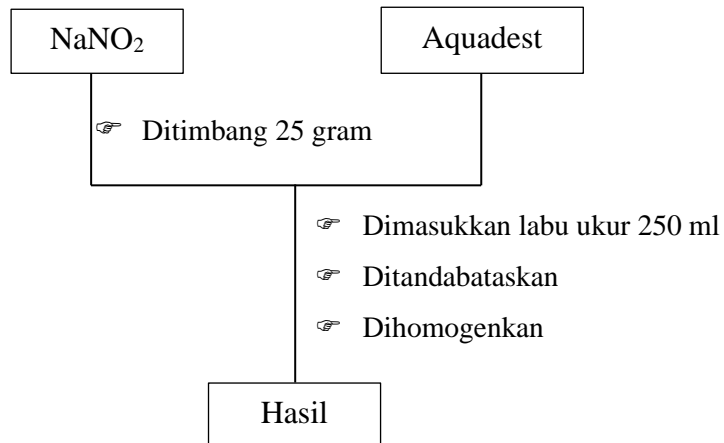 NaNO₂
Aquadest
☞ Ditimbang 25 gram
☞ Dimasukkan labu ukur 250 ml
☞ Ditandabataskan
☞ Dihomogenkan
Hasil